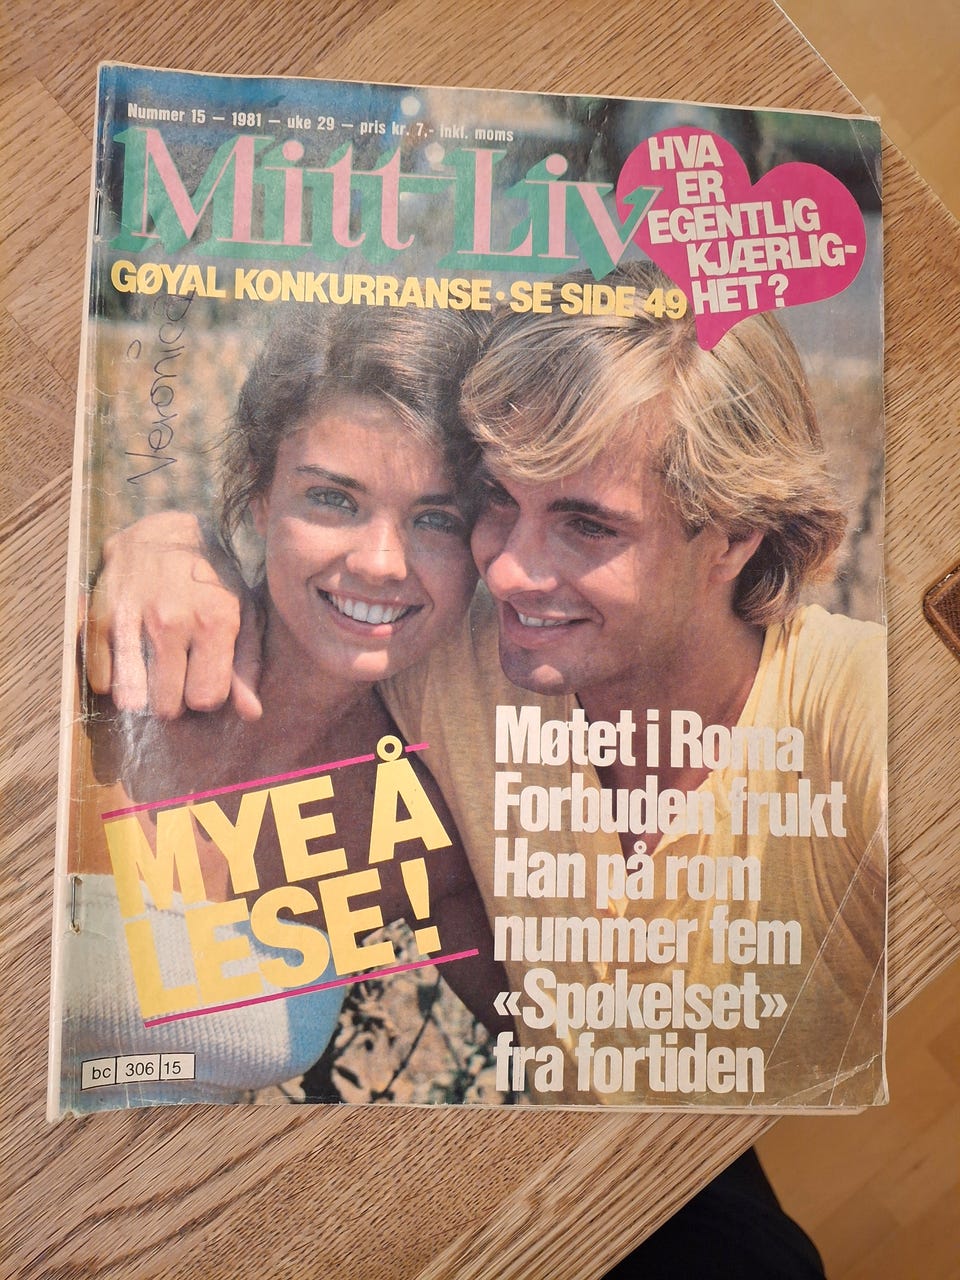 Nummer 15 — 1981 — uke 29 — pris kr. 7,- inkl. moms
Mitt Liv
HVA
ER
EGENTLIG
KJÆRLIG-
HET?
GØYAL KONKURRANSE · SE SIDE 49
Veronica
MYE Å
LESE!
Møtet i Roma
Forbuden frukt
Han på rom
nummer fem
«Spøkelset»
fra fortiden
bc 306 15